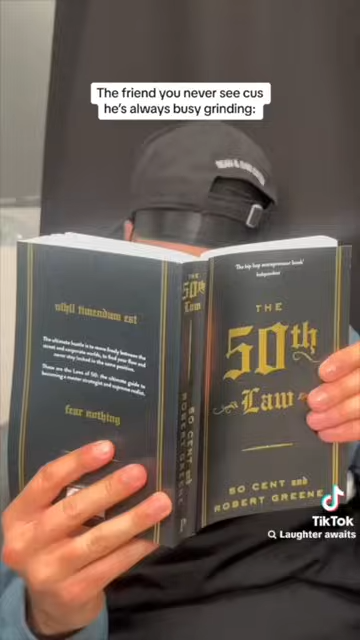 The friend you never see cus
he's always busy grinding:
nihil timendum est
The ultimate hustle is to move freely between the
street and corporate worlds, to find your flow and
never stay locked in the same position.
These are the Laws of 50: the ultimate guide to
becoming a master strategist and supreme realist.
fear nothing
THE
50th
Law
50 CENT and
ROBERT GREENE
'The hip hop entrepreneur book'
Independent
THE
50th
Law
50 CENT and
ROBERT GREENE
TikTok
Laughter awaits